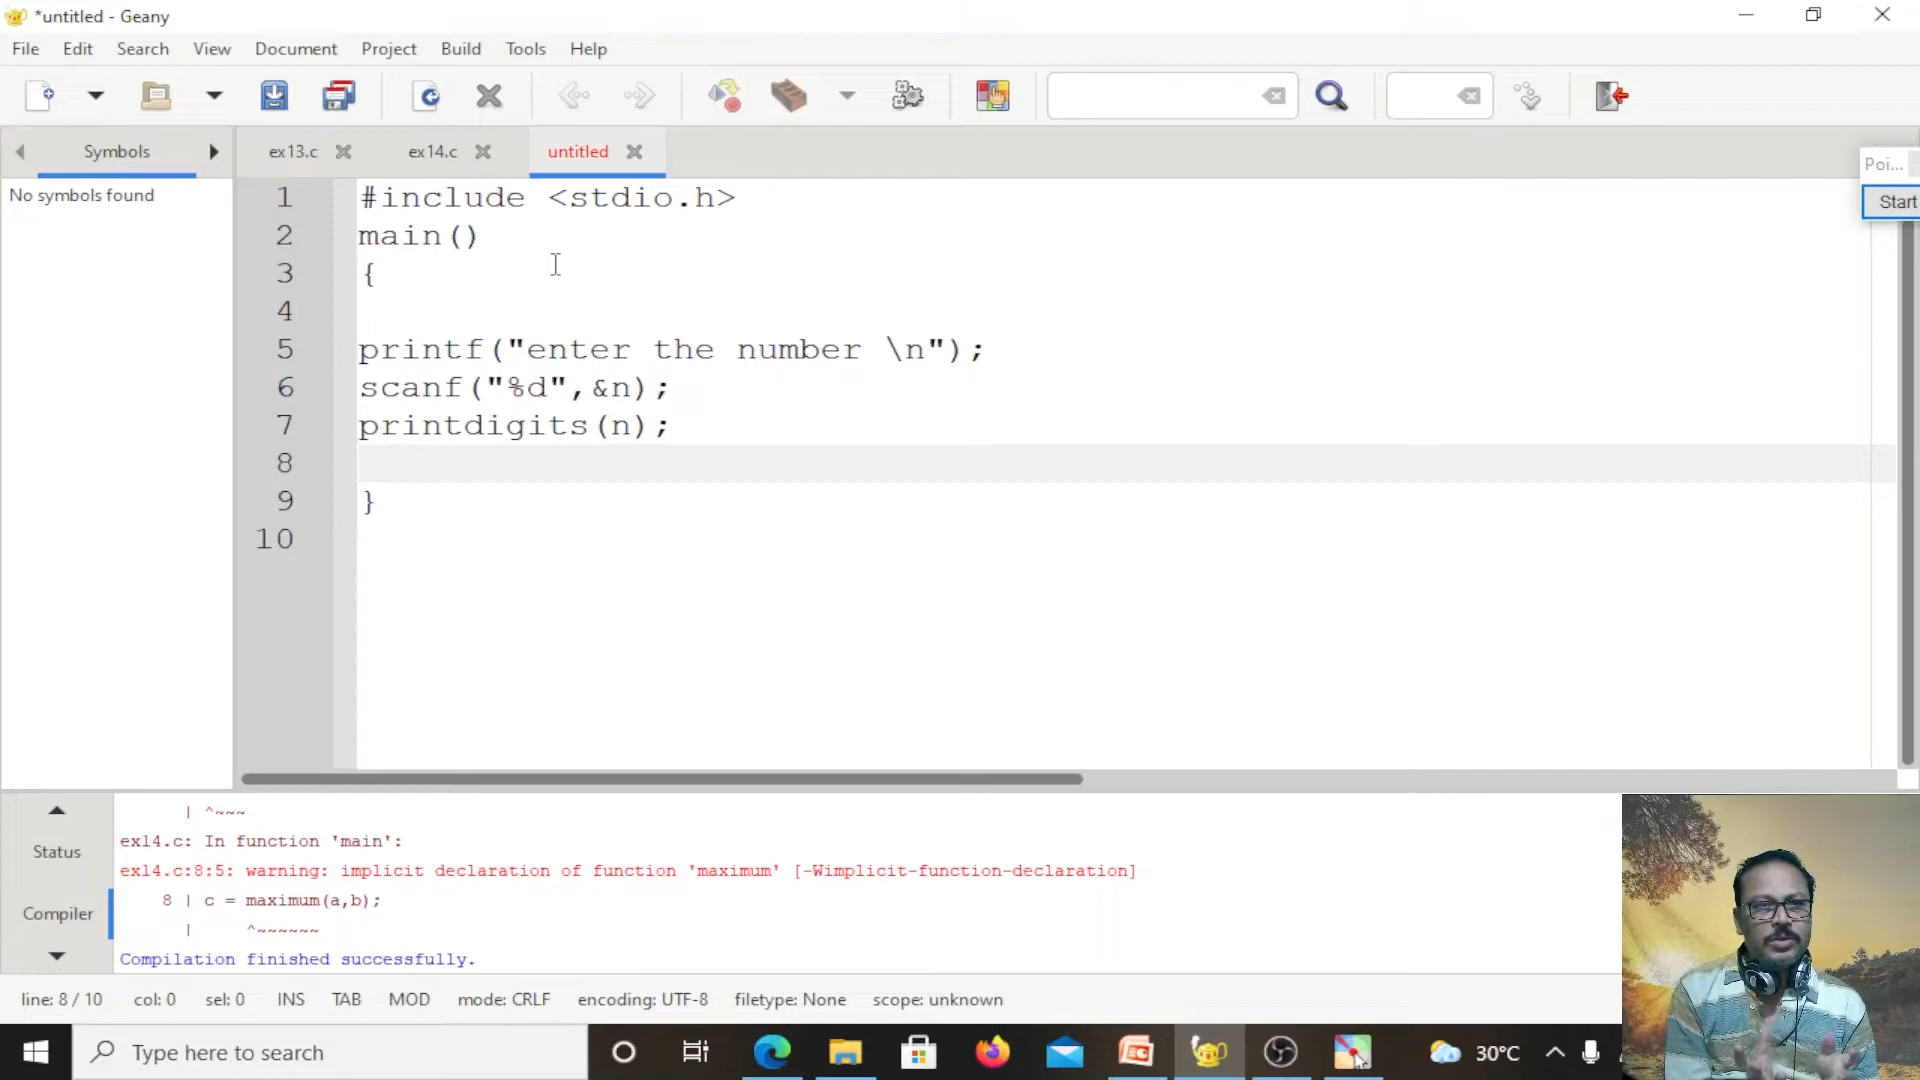 *untitled - Geany
File Edit Search View Document Project Build Tools Help
Symbols ex13.c ex14.c untitled
Poi...
No symbols found
Start
1 #include <stdio.h>
2 main()
3 {
4
5 printf("enter the number \n");
6 scanf("%d",&n);
7 printdigits(n);
8
9 }
10
| ^~~~
ex14.c: In function 'main':
Status
ex14.c:8:5: warning: implicit declaration of function 'maximum' [-Wimplicit-function-declaration]
8 | c = maximum(a,b);
Compiler
| ^~~~~~~
Compilation finished successfully.
line: 8 / 10 col: 0 sel: 0 INS TAB MOD mode: CRLF encoding: UTF-8 filetype: None scope: unknown
Type here to search
30°C